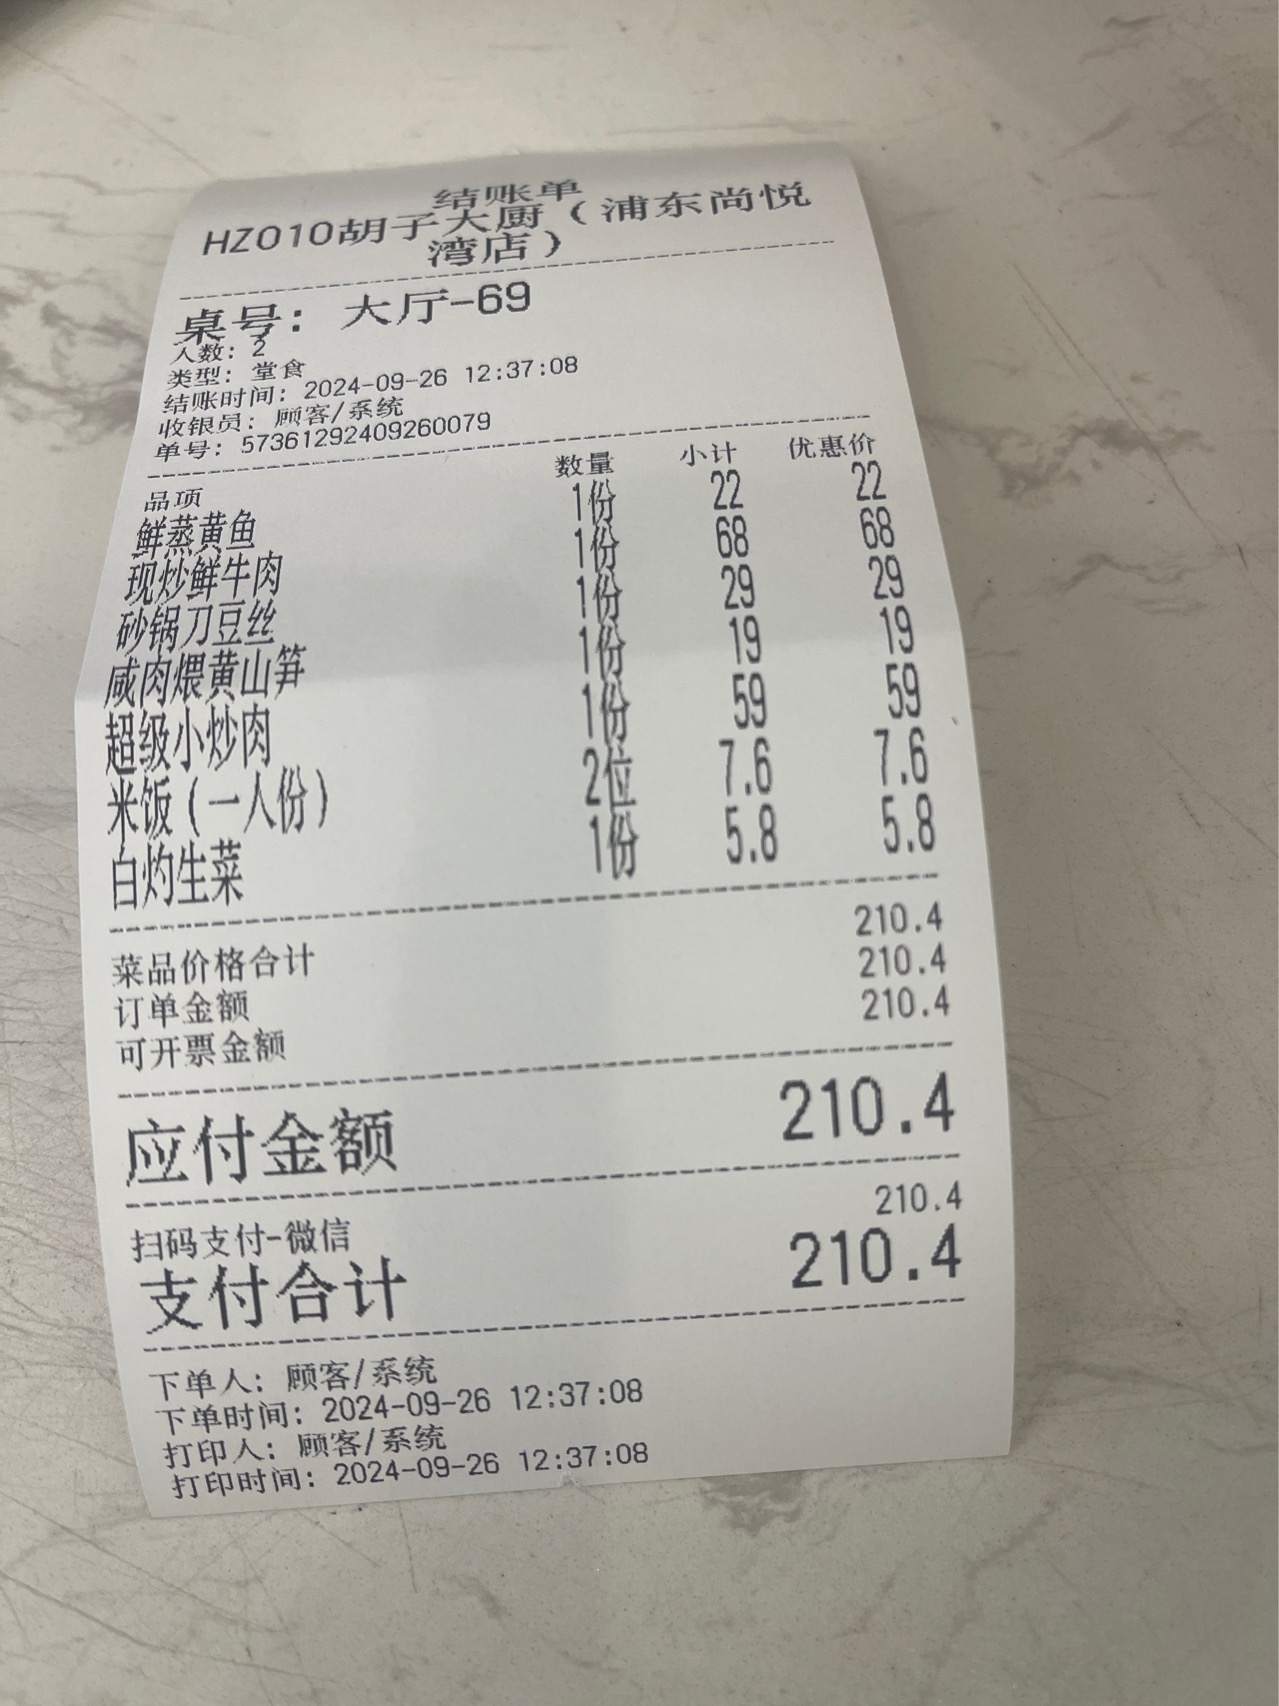 结账单
HZ010胡子大厨（浦东尚悦
湾店）
桌号：大厅-69
人数：2
类型：堂食
结账时间：2024-09-26 12:37:08
收银员：顾客/系统
单号：57361292409260079
品项 数量 小计 优惠价
鲜蒸黄鱼 1份 22 22
现炒鲜牛肉 1份 68 68
砂锅刀豆丝 1份 29 29
咸肉煨黄山笋 1份 19 19
超级小炒肉 1份 59 59
米饭（一人份） 2位 7.6 7.6
白灼生菜 1份 5.8 5.8
菜品价格合计 210.4
订单金额 210.4
可开票金额 210.4
应付金额 210.4
扫码支付-微信 210.4
支付合计 210.4
下单人：顾客/系统
下单时间：2024-09-26 12:37:08
打印人：顾客/系统
打印时间：2024-09-26 12:37:08